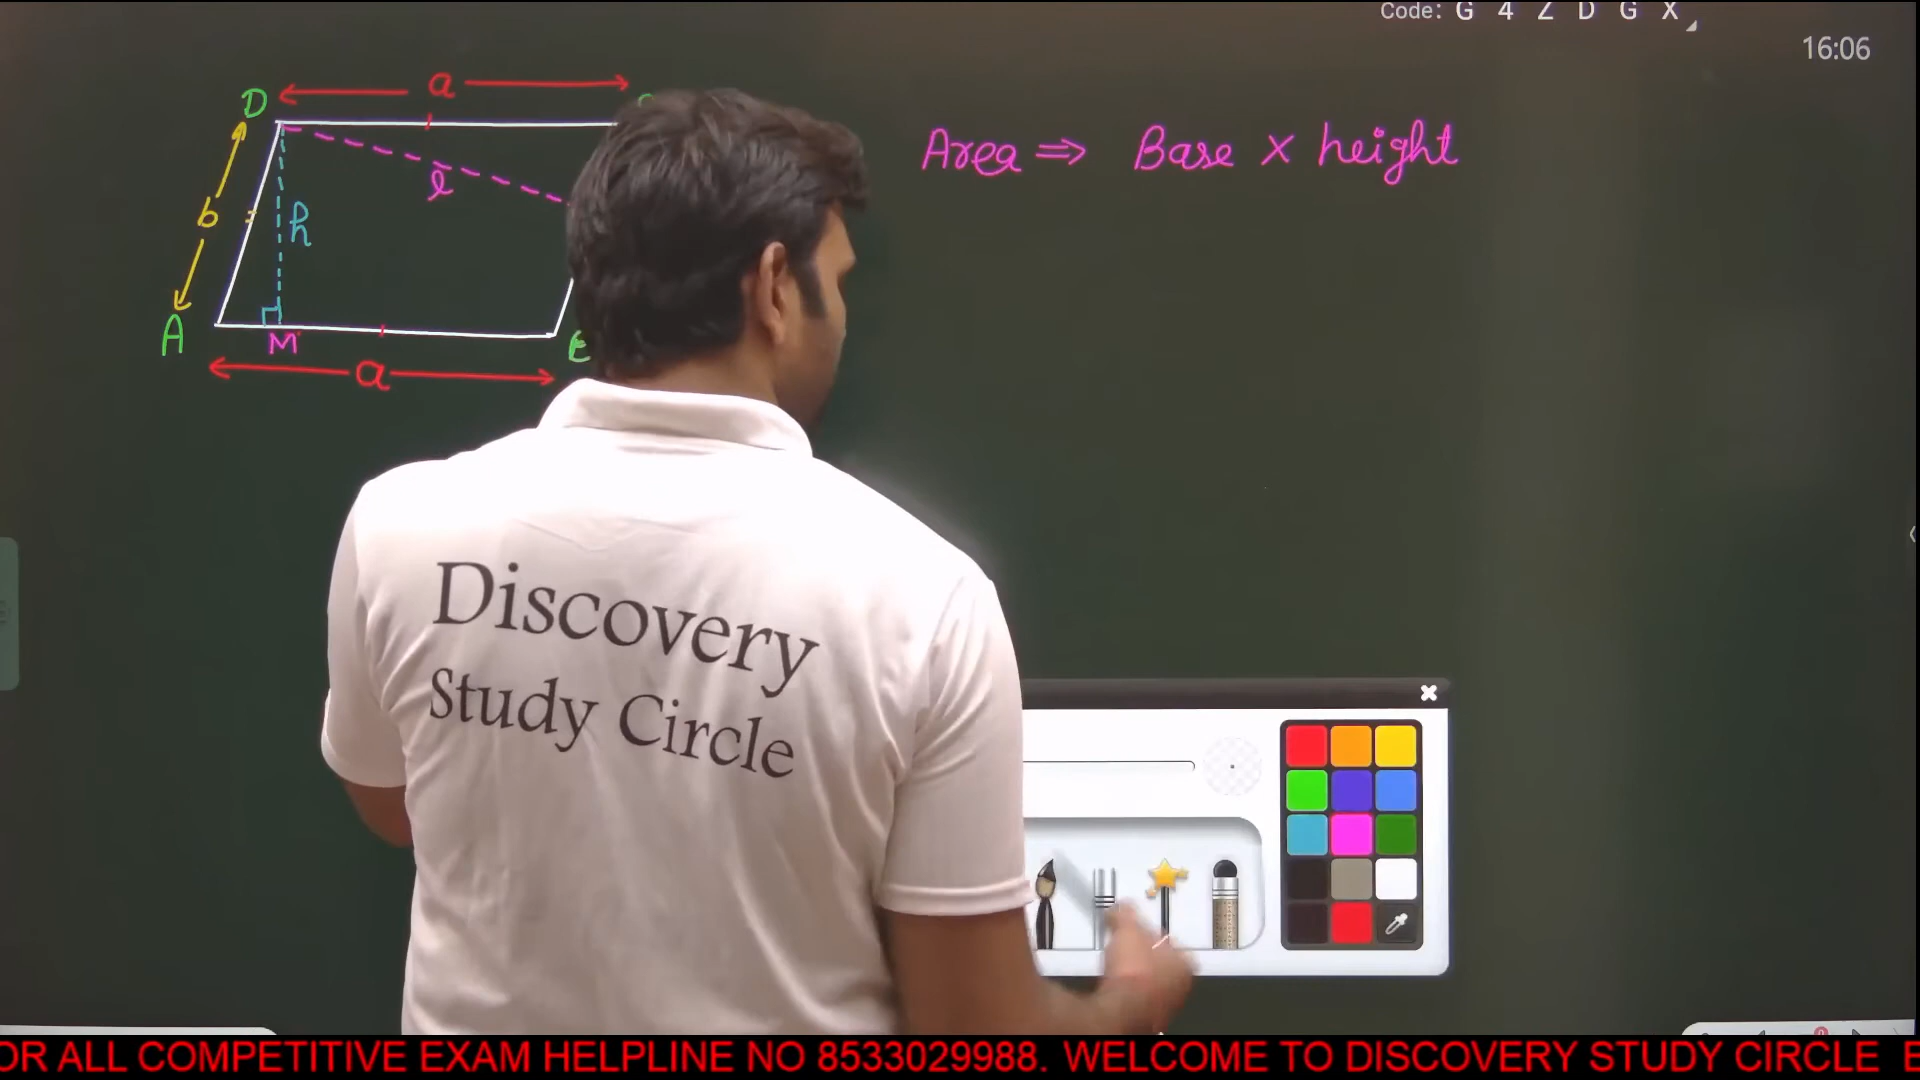 Code: G 4 Z D G X
16:06
D a
Area ⇒ Base × height
l
b h
A M
a
Discovery
Study Circle
OR ALL COMPETITIVE EXAM HELPLINE NO 8533029988. WELCOME TO DISCOVERY STUDY CIRCLE